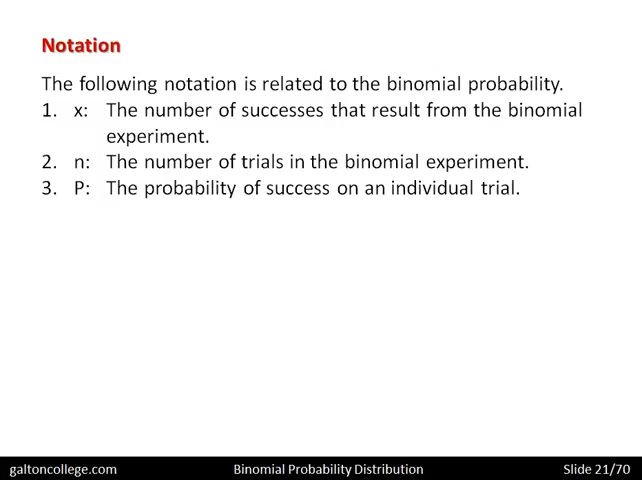 Notation
The following notation is related to the binomial probability.
1. x: The number of successes that result from the binomial
experiment.
2. n: The number of trials in the binomial experiment.
3. P: The probability of success on an individual trial.
galtoncollege.com Binomial Probability Distribution Slide 21/70